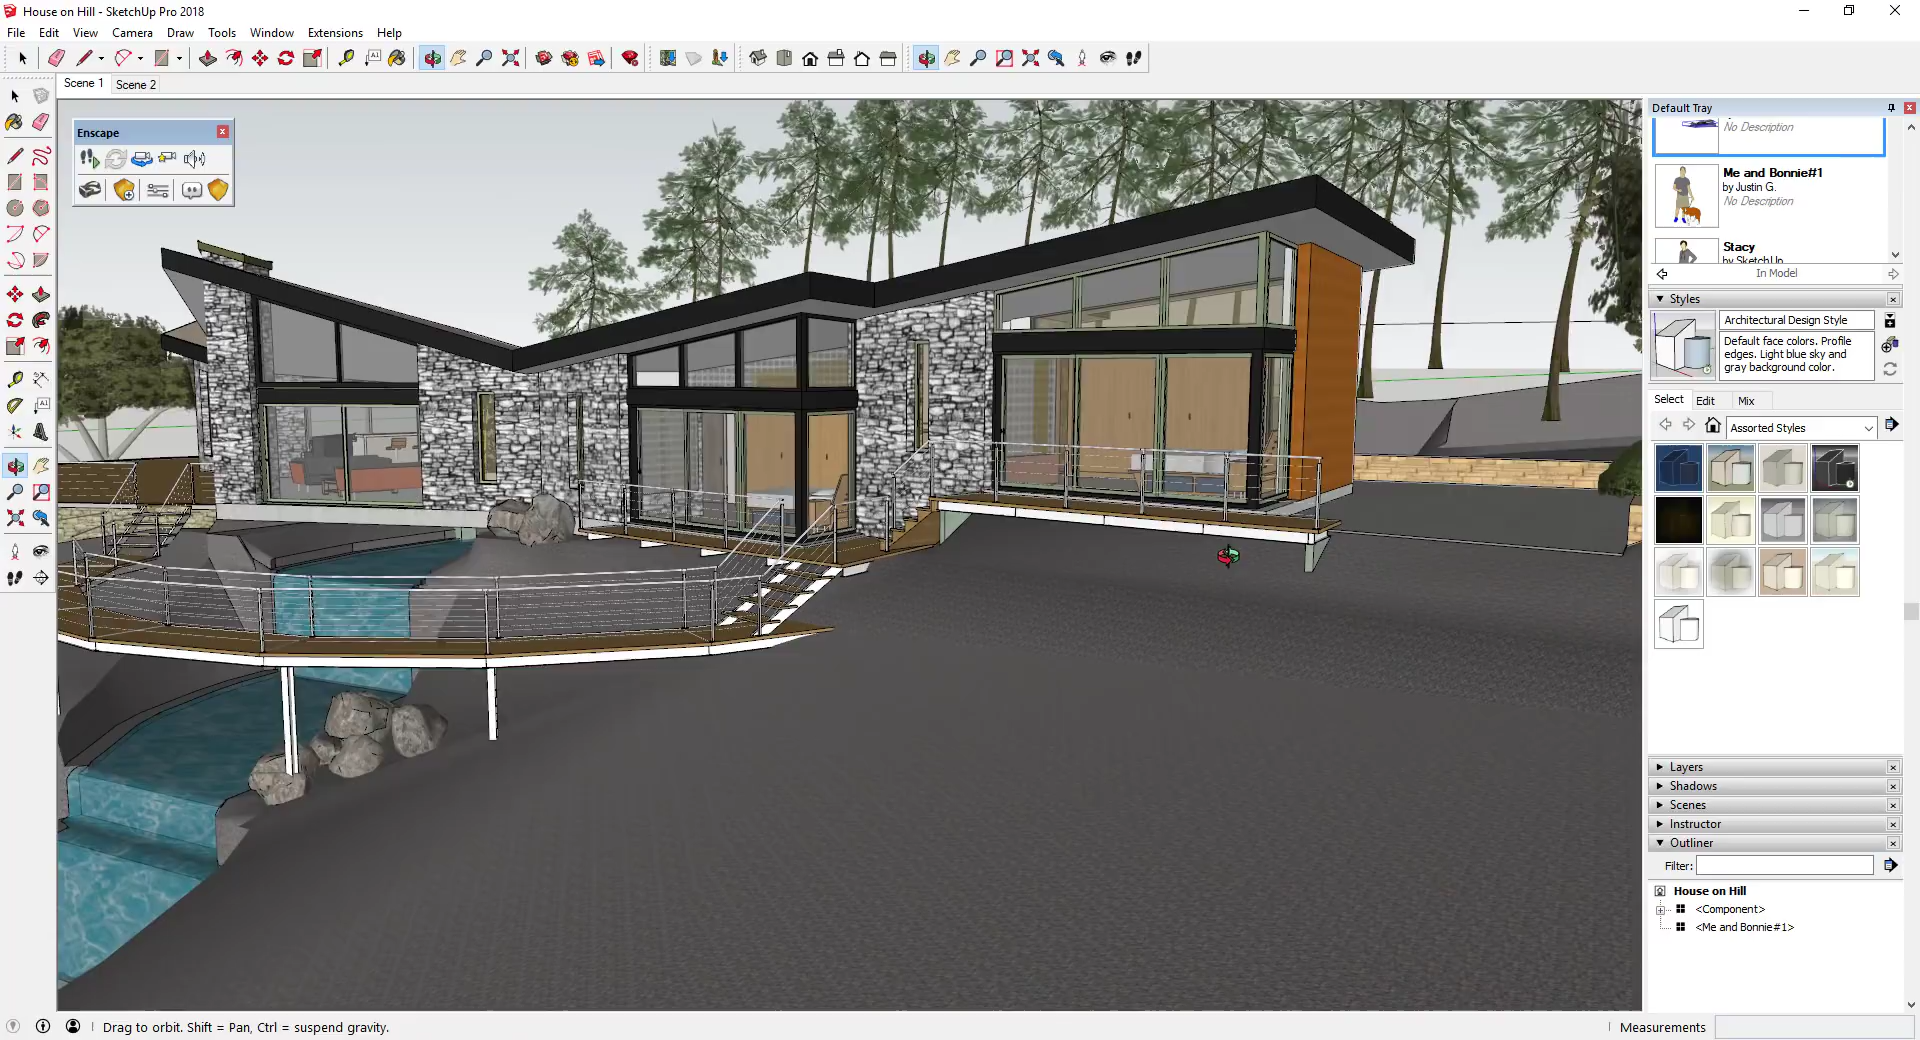 House on Hill - SketchUp Pro 2018
File Edit View Camera Draw Tools Window Extensions Help
Scene 1 Scene 2
Enscape
Default Tray
No Description
Me and Bonnie#1
by Justin G.
No Description
Stacy
by SketchUp
In Model
Styles
Architectural Design Style
Default face colors. Profile
edges. Light blue sky and
gray background color.
Select Edit Mix
Assorted Styles
Layers
Shadows
Scenes
Instructor
Outliner
Filter:
House on Hill
<Component>
<Me and Bonnie#1>
Drag to orbit. Shift = Pan, Ctrl = suspend gravity.
Measurements